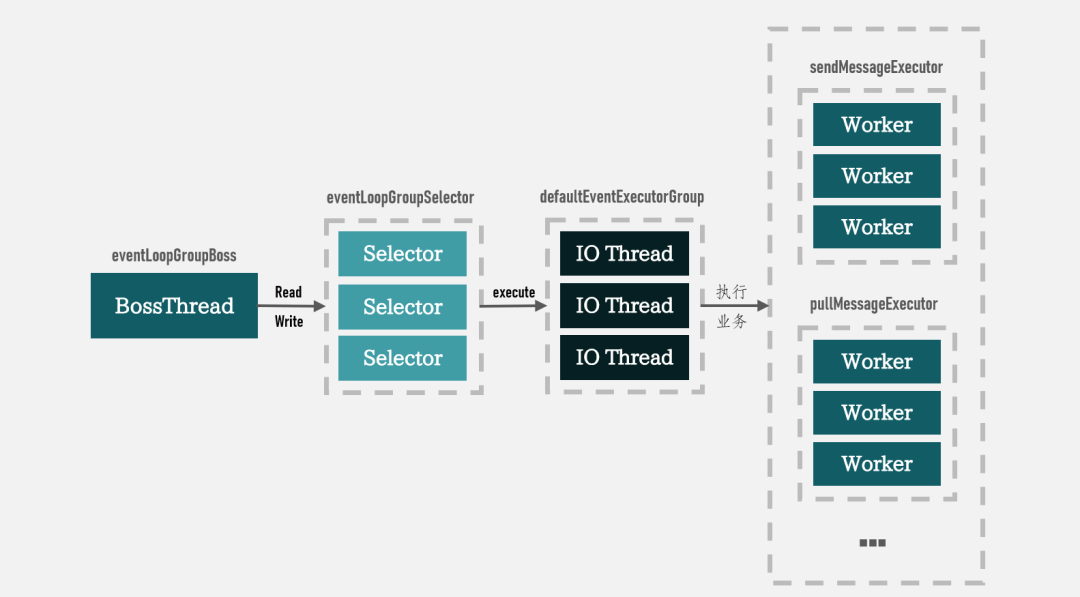 eventLoopGroupBoss
BossThread
Read
Write
eventLoopGroupSelector
Selector
Selector
Selector
execute
defaultEventExecutorGroup
IO Thread
IO Thread
IO Thread
执行
业务
sendMessageExecutor
Worker
Worker
Worker
pullMessageExecutor
Worker
Worker
Worker